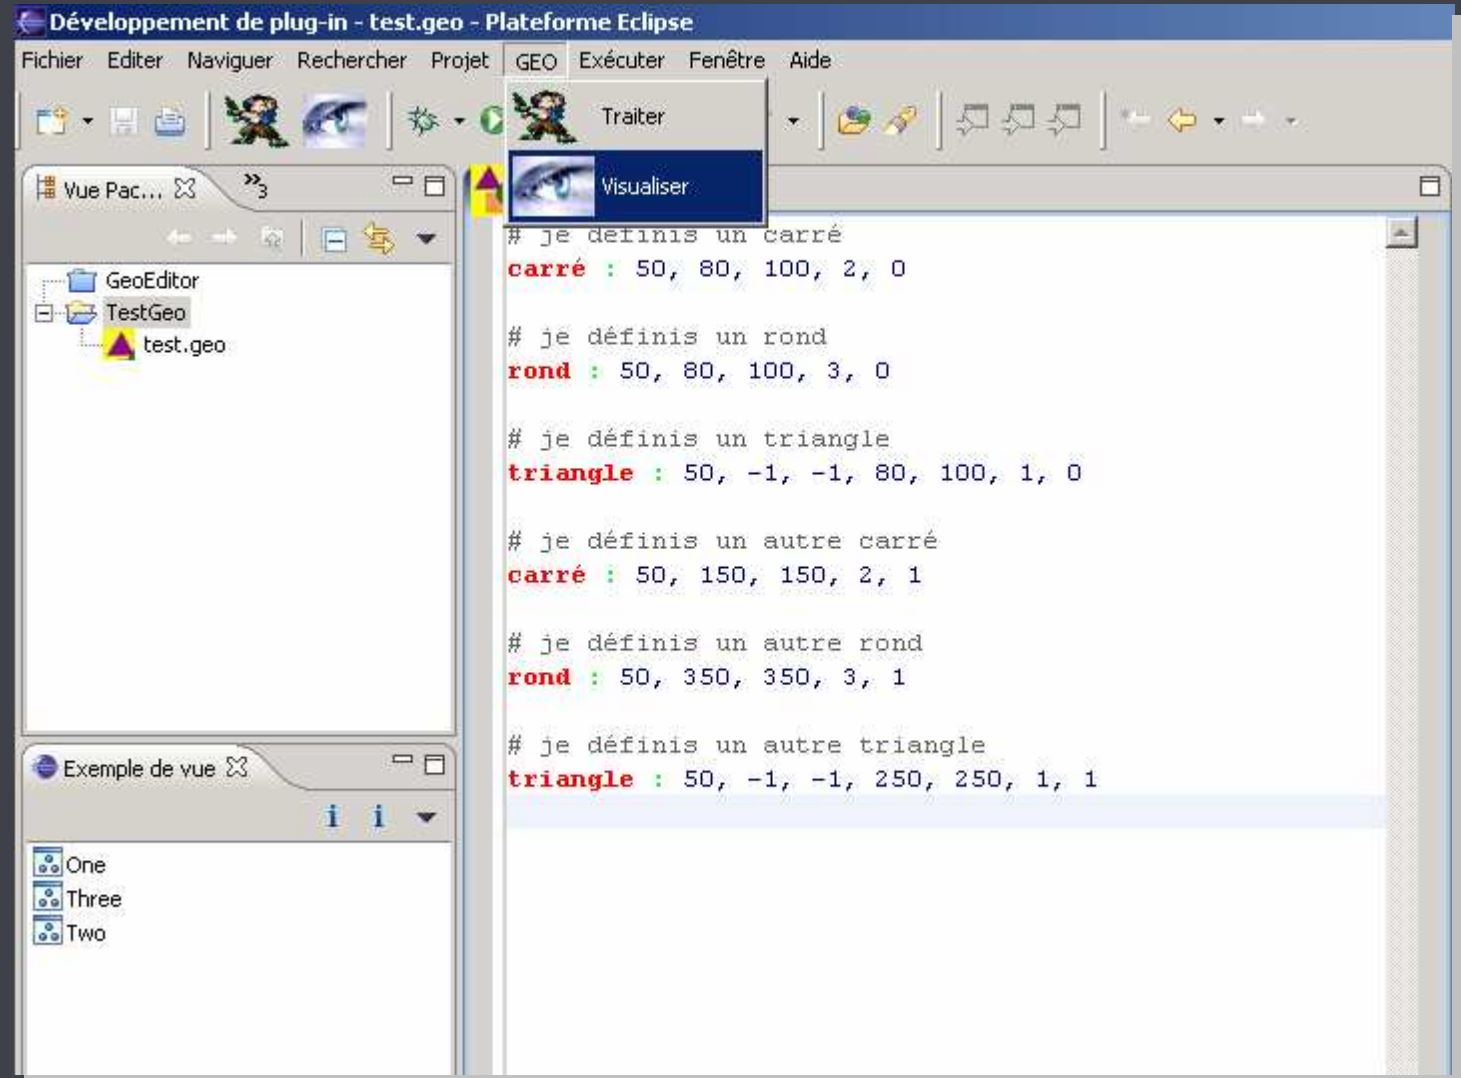 Développement de plug-in - test.geo - Plateforme Eclipse
Fichier Editer Naviguer Rechercher Projet GEO Exécuter Fenêtre Aide
Traiter
Visualiser
Vue Pac... »3
GeoEditor
TestGeo
test.geo
# je définis un carré
carré : 50, 80, 100, 2, 0
# je définis un rond
rond : 50, 80, 100, 3, 0
# je définis un triangle
triangle : 50, -1, -1, 80, 100, 1, 0
# je définis un autre carré
carré : 50, 150, 150, 2, 1
# je définis un autre rond
rond : 50, 350, 350, 3, 1
# je définis un autre triangle
triangle : 50, -1, -1, 250, 250, 1, 1
Exemple de vue
i i
One
Three
Two